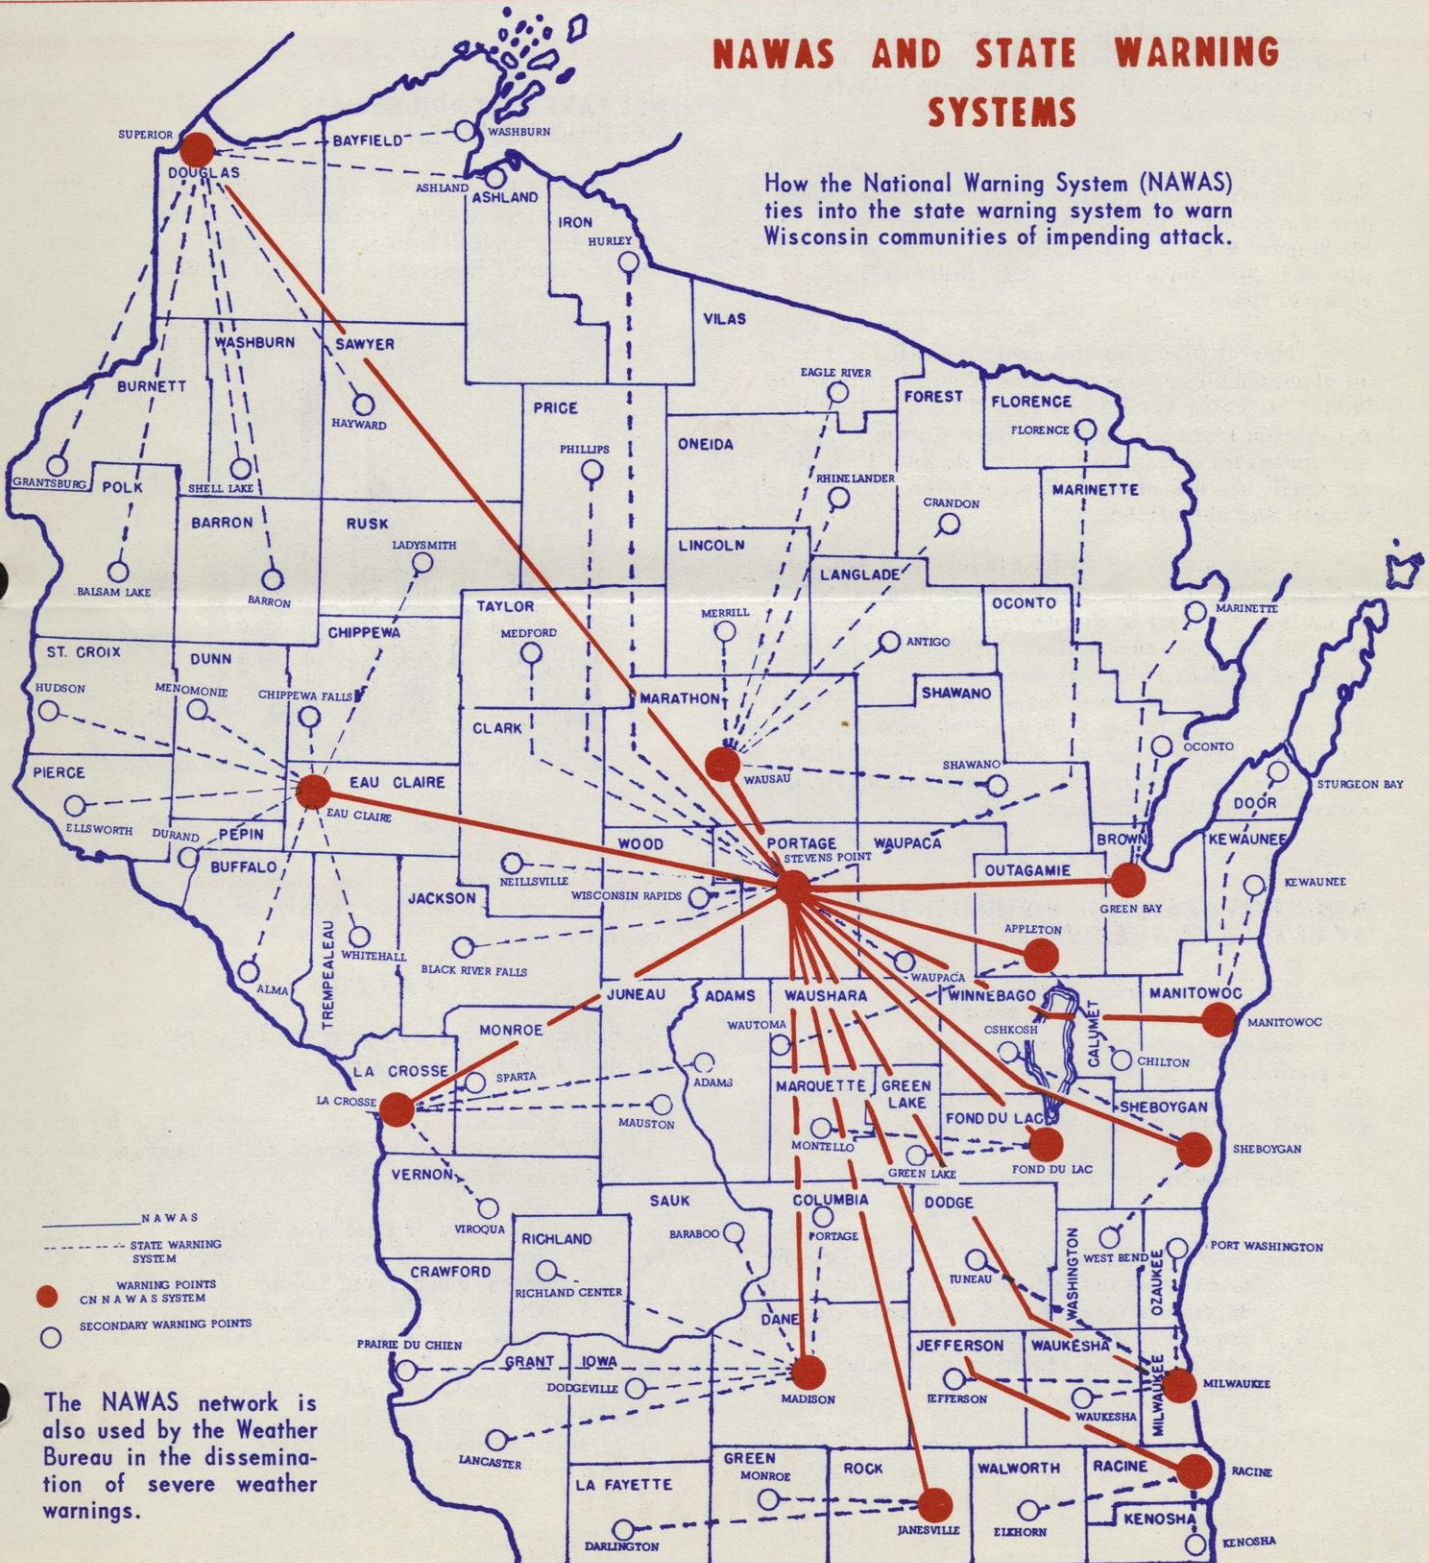 NAWAS AND STATE WARNING
SYSTEMS
How the National Warning System (NAWAS)
ties into the state warning system to warn
Wisconsin communities of impending attack.
SUPERIOR
DOUGLAS
BAYFIELD
WASHBURN
ASHLAND
ASHLAND
IRON
HURLEY
VILAS
WASHBURN
SAWYER
BURNETT
HAYWARD
EAGLE RIVER
FOREST
FLORENCE
FLORENCE
PRICE
PHILLIPS
ONEIDA
RHINELANDER
CRANDON
MARINETTE
GRANTSBURG
POLK
SHELL LAKE
BARRON
RUSK
LADYSMITH
LINCOLN
LANGLADE
BALSAM LAKE
BARRON
TAYLOR
MEDFORD
MERRILL
ANTIGO
OCONTO
MARINETTE
CHIPPEWA
ST. CROIX
DUNN
HUDSON
MENOMONIE
CHIPPEWA FALLS
MARATHON
SHAWANO
CLARK
OCONTO
PIERCE
EAU CLAIRE
WAUSAU
SHAWANO
STURGEON BAY
DOOR
ELLSWORTH
DURAND
PEPIN
EAU CLAIRE
BUFFALO
WOOD
PORTAGE
STEVENS POINT
WAUPACA
BROWN
KEWAUNEE
OUTAGAMIE
NEILLSVILLE
WISCONSIN RAPIDS
GREEN BAY
KEWAUNEE
JACKSON
APPLETON
TREMPEALEAU
WHITEHALL
BLACK RIVER FALLS
WAUPACA
ALMA
JUNEAU
ADAMS
WAUSHARA
WINNEBAGO
MANITOWOC
MONROE
WAUTOMA
OSHKOSH
CALUMET
MANITOWOC
CHILTON
LA CROSSE
SPARTA
ADAMS
MARQUETTE
GREEN
LAKE
LA CROSSE
MAUSTON
FOND DU LAC
SHEBOYGAN
MONTELLO
GREEN LAKE
FOND DU LAC
SHEBOYGAN
VERNON
SAUK
COLUMBIA
DODGE
VIROQUA
BARABOO
PORTAGE
WASHINGTON
WEST BEND
OZAUKEE
PORT WASHINGTON
RICHLAND
CRAWFORD
RICHLAND CENTER
JUNEAU
DANE
PRAIRIE DU CHIEN
GRANT
IOWA
JEFFERSON
WAUKESHA
DODGEVILLE
MADISON
JEFFERSON
WAUKESHA
MILWAUKEE
MILWAUKEE
LANCASTER
GREEN
MONROE
ROCK
WALWORTH
RACINE
RACINE
LA FAYETTE
DARLINGTON
JANESVILLE
ELKHORN
KENOSHA
KENOSHA
NAWAS
STATE WARNING
SYSTEM
WARNING POINTS
CN NAWAS SYSTEM
SECONDARY WARNING POINTS
The NAWAS network is
also used by the Weather
Bureau in the dissemina-
tion of severe weather
warnings.